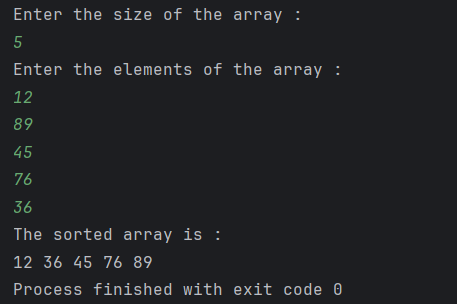 Enter the size of the array :
5
Enter the elements of the array :
12
89
45
76
36
The sorted array is :
12 36 45 76 89
Process finished with exit code 0